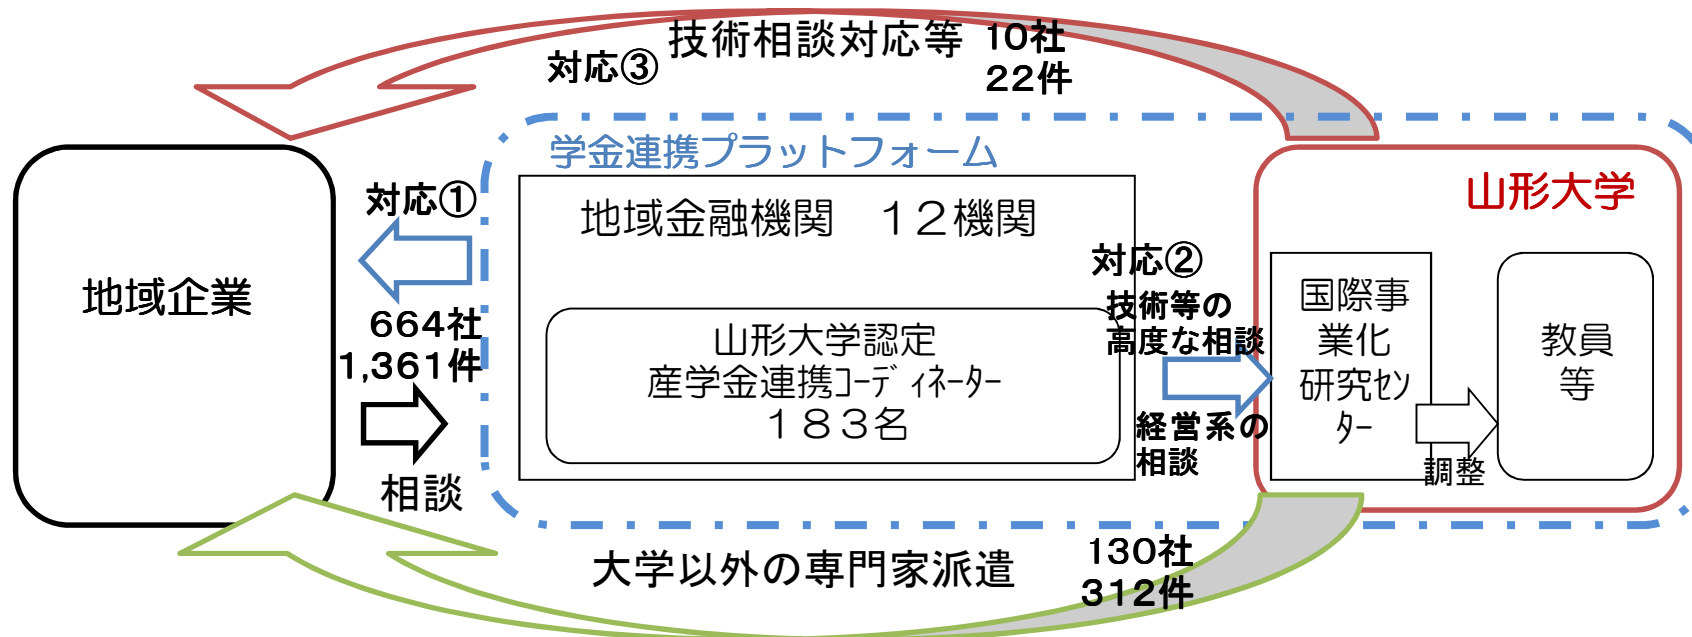 技術相談対応等
10社
22件
対応③
学金連携プラットフォーム
山形大学
対応①
地域金融機関　１２機関
対応②
地域企業
664社
1,361件
技術等の
高度な相談
山形大学認定
産学金連携ｺｰﾃﾞｨﾈｰﾀｰ
１８３名
国際事
業化
研究ｾﾝ
ﾀｰ
教員
等
経営系の
相談
調整
相談
大学以外の専門家派遣
130社
312件